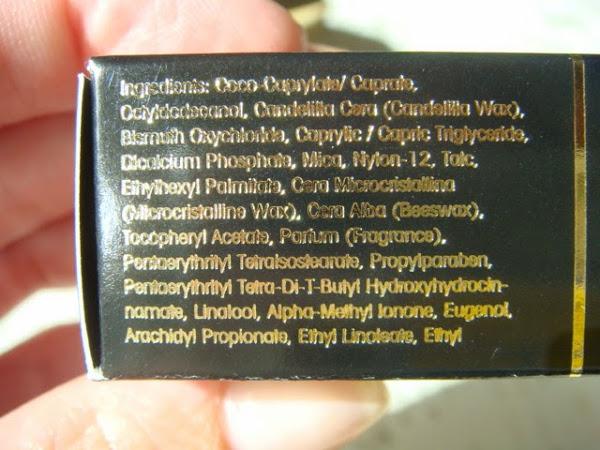 Ingredients: Coco-Caprylate/ Caprate,
Octyldodecanol, Candelilla Cera (Candelilla Wax),
Bismuth Oxychloride, Caprylic / Capric Triglyceride,
Dicalcium Phosphate, Mica, Nylon-12, Talc,
Ethylhexyl Palmitate, Cera Microcristallina
(Microcristalline Wax), Cera Alba (Beeswax),
Tocopheryl Acetate, Parfum (Fragrance),
Pentaerythrityl Tetraisostearate, Propylparaben,
Pentaerythrityl Tetra-Di-T-Butyl Hydroxyhydrocin-
namate, Linalool, Alpha-Methyl Ionone, Eugenol,
Arachidyl Propionate, Ethyl Linoleate, Ethyl